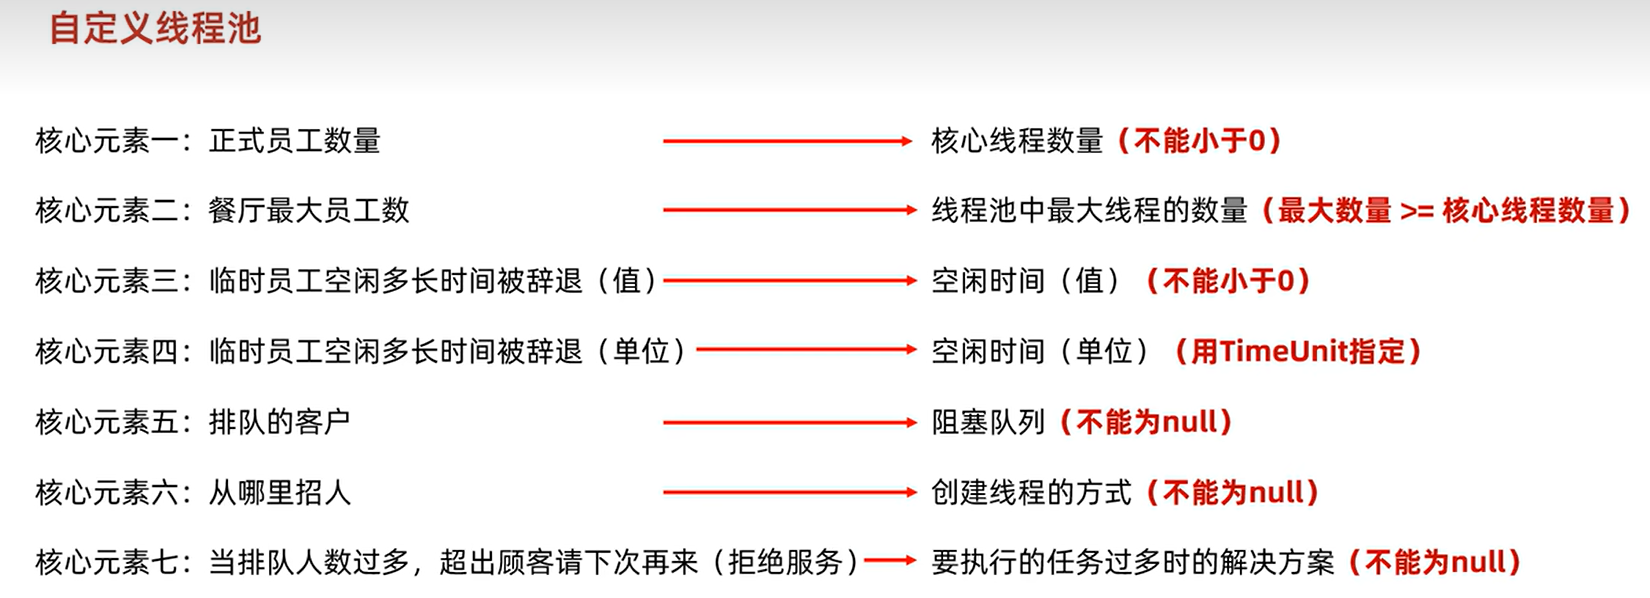 自定义线程池
核心元素一：正式员工数量 核心线程数量（不能小于0）
核心元素二：餐厅最大员工数 线程池中最大线程的数量（最大数量 >= 核心线程数量）
核心元素三：临时员工空闲多长时间被辞退（值） 空闲时间（值）（不能小于0）
核心元素四：临时员工空闲多长时间被辞退（单位） 空闲时间（单位）（用TimeUnit指定）
核心元素五：排队的客户 阻塞队列（不能为null）
核心元素六：从哪里招人 创建线程的方式（不能为null）
核心元素七：当排队人数过多，超出顾客请下次再来（拒绝服务） 要执行的任务过多时的解决方案（不能为null）